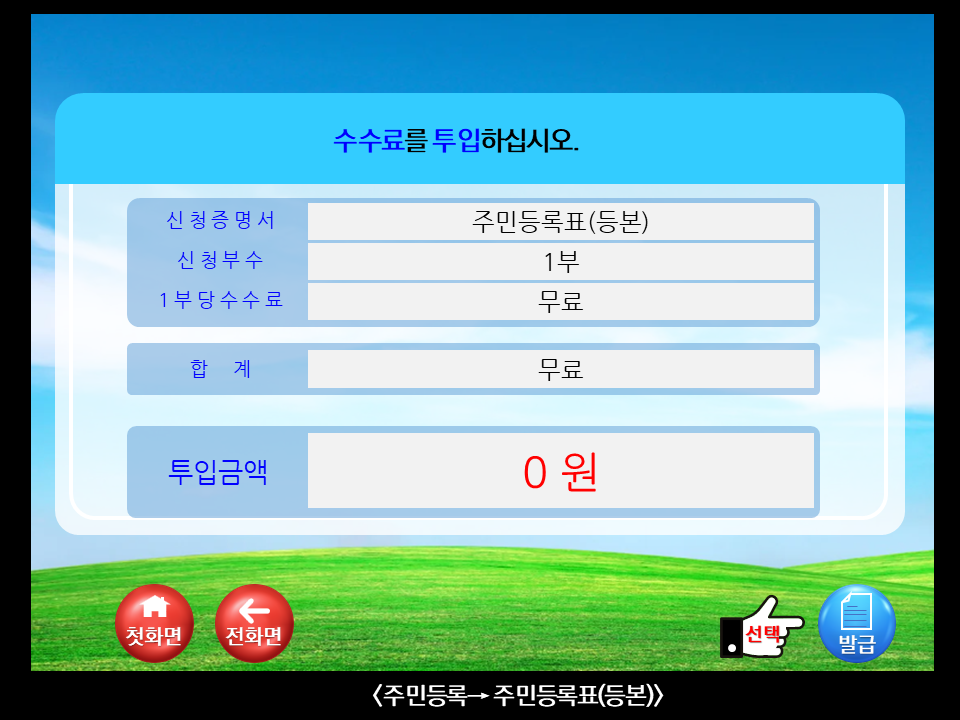 수수료를 투입하십시오.
신청증명서 주민등록표(등본)
신청부수 1부
1부당수수료 무료
합 계 무료
투입금액 0 원
첫화면 전화면 선택 발급
<주민등록→ 주민등록표(등본)>